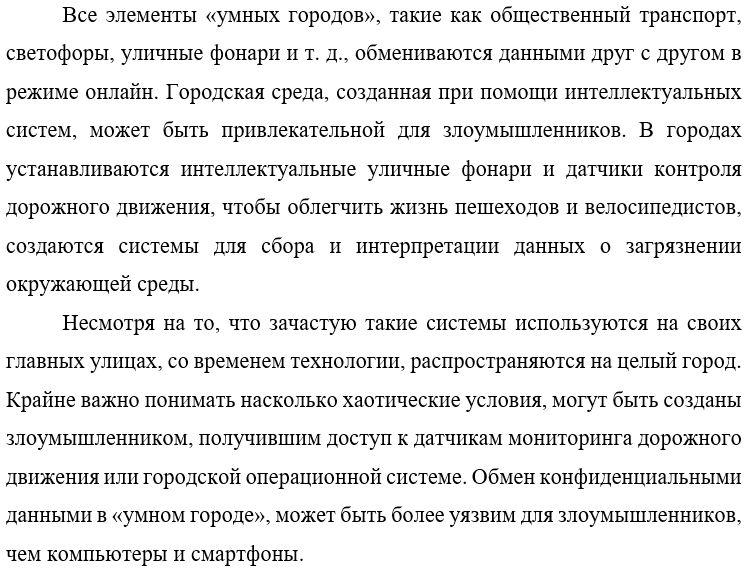 Все элементы «умных городов», такие как общественный транспорт,
светофоры, уличные фонари и т. д., обмениваются данными друг с другом в
режиме онлайн. Городская среда, созданная при помощи интеллектуальных
систем, может быть привлекательной для злоумышленников. В городах
устанавливаются интеллектуальные уличные фонари и датчики контроля
дорожного движения, чтобы облегчить жизнь пешеходов и велосипедистов,
создаются системы для сбора и интерпретации данных о загрязнении
окружающей среды.
Несмотря на то, что зачастую такие системы используются на своих
главных улицах, со временем технологии, распространяются на целый город.
Крайне важно понимать насколько хаотические условия, могут быть созданы
злоумышленником, получившим доступ к датчикам мониторинга дорожного
движения или городской операционной системе. Обмен конфиденциальными
данными в «умном городе», может быть более уязвим для злоумышленников,
чем компьютеры и смартфоны.